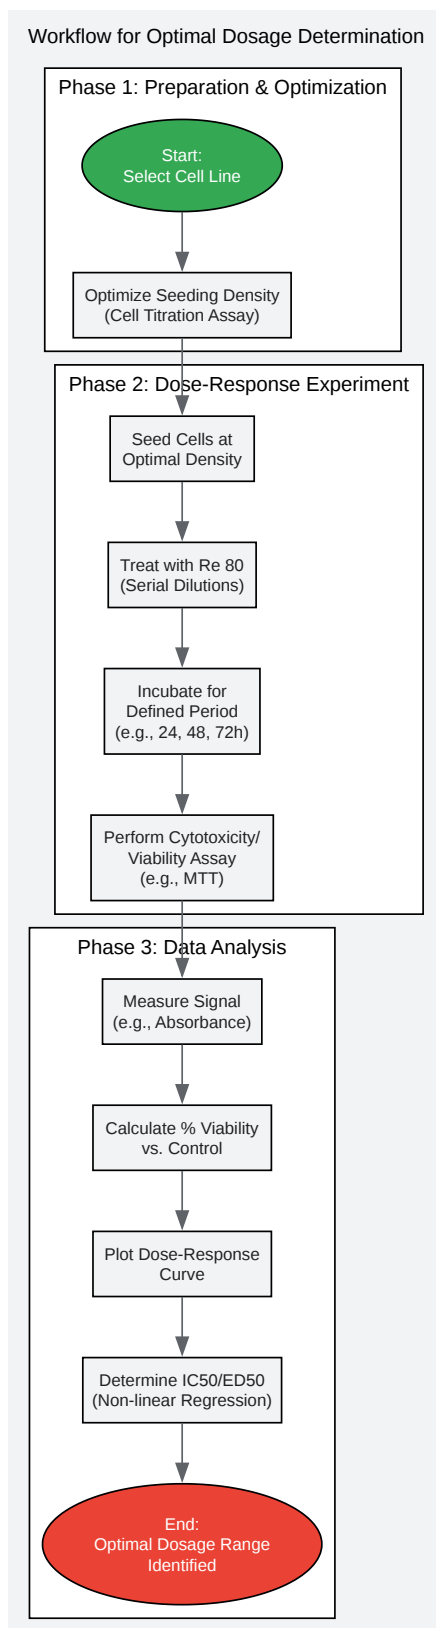 Workflow for Optimal Dosage Determination
Phase 1: Preparation & Optimization
Start:
Select Cell Line
Optimize Seeding Density
(Cell Titration Assay)
Phase 2: Dose-Response Experiment
Seed Cells at
Optimal Density
Treat with Re 80
(Serial Dilutions)
Incubate for
Defined Period
(e.g., 24, 48, 72h)
Perform Cytotoxicity/
Viability Assay
(e.g., MTT)
Phase 3: Data Analysis
Measure Signal
(e.g., Absorbance)
Calculate % Viability
vs. Control
Plot Dose-Response
Curve
Determine IC50/ED50
(Non-linear Regression)
End:
Optimal Dosage Range
Identified